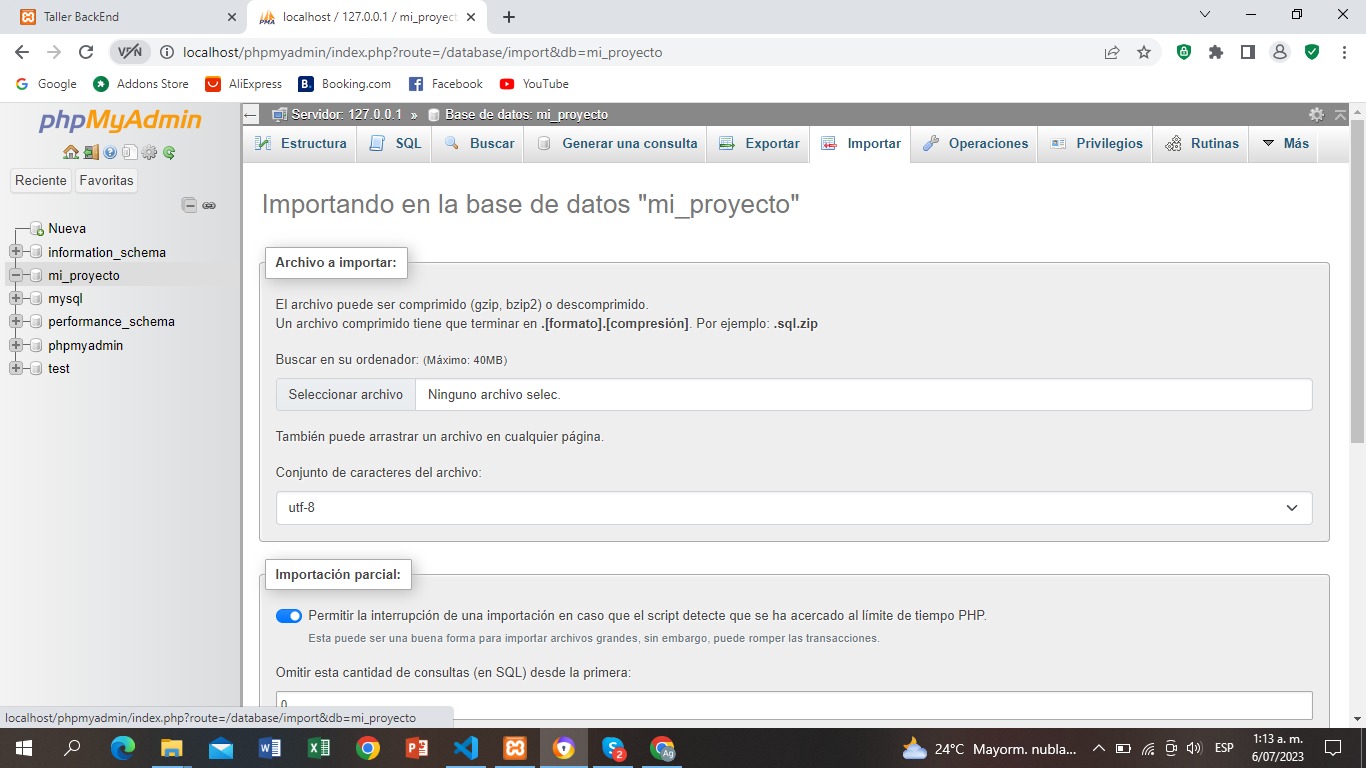 Taller BackEnd
localhost / 127.0.0.1 / mi_proyect
VPN
localhost/phpmyadmin/index.php?route=/database/import&db=mi_proyecto
Google
Addons Store
AliExpress
B.
Booking.com
Facebook
YouTube
phpMyAdmin
Reciente
Favoritas
Nueva
information_schema
mi_proyecto
mysql
performance_schema
phpmyadmin
test
Servidor: 127.0.0.1 » Base de datos: mi_proyecto
Estructura
SQL
Buscar
Generar una consulta
Exportar
Importar
Operaciones
Privilegios
Rutinas
Más
Importando en la base de datos "mi_proyecto"
Archivo a importar:
El archivo puede ser comprimido (gzip, bzip2) o descomprimido.
Un archivo comprimido tiene que terminar en .[formato].[compresión]. Por ejemplo: .sql.zip
Buscar en su ordenador: (Máximo: 40MB)
Seleccionar archivo
Ninguno archivo selec.
También puede arrastrar un archivo en cualquier página.
Conjunto de caracteres del archivo:
utf-8
Importación parcial:
Permitir la interrupción de una importación en caso que el script detecte que se ha acercado al límite de tiempo PHP.
Esta puede ser una buena forma para importar archivos grandes, sin embargo, puede romper las transacciones.
Omitir esta cantidad de consultas (en SQL) desde la primera:
0
localhost/phpmyadmin/index.php?route=/database/import&db=mi_proyecto
24°C Mayorm. nubla...
ESP
1:13 a. m.
6/07/2023